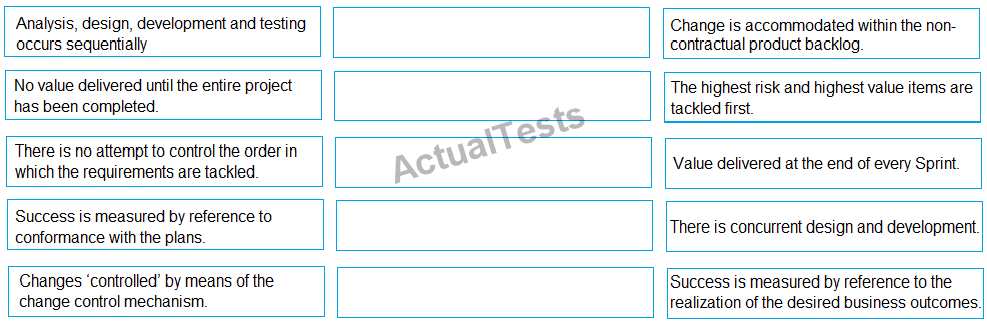 Analysis, design, development and testing
occurs sequentially
Change is accommodated within the non-
contractual product backlog.
No value delivered until the entire project
has been completed.
The highest risk and highest value items are
tackled first.
ActualTests
There is no attempt to control the order in
which the requirements are tackled.
Value delivered at the end of every Sprint.
Success is measured by reference to
conformance with the plans.
There is concurrent design and development.
Changes ‘controlled’ by means of the
change control mechanism.
Success is measured by reference to the
realization of the desired business outcomes.